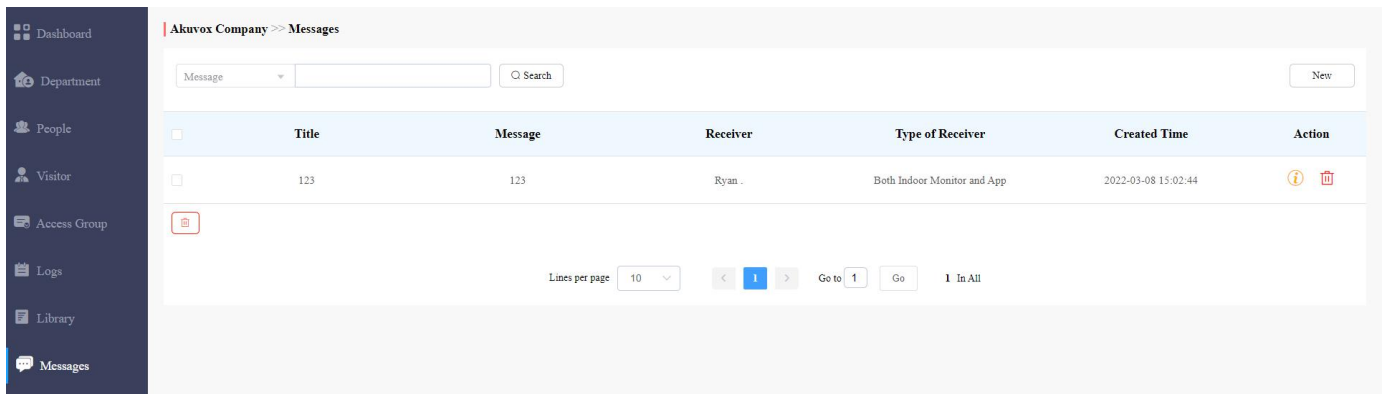 Dashboard
Department
People
Visitor
Access Group
Logs
Library
Messages
Akuvox Company >> Messages
Message
Search
New
Title Message Receiver Type of Receiver Created Time Action
123 123 Ryan . Both Indoor Monitor and App 2022-03-08 15:02:44
Lines per page 10 < 1 > Go to 1 Go 1 In All